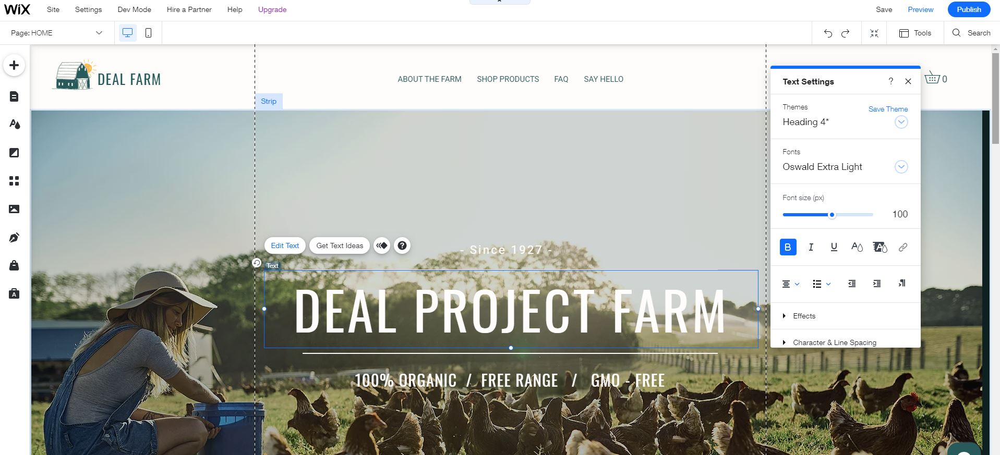 WiX Site Settings Dev Mode Hire a Partner Help Upgrade Save Preview Publish
Page: HOME Tools Search
DEAL FARM ABOUT THE FARM SHOP PRODUCTS FAQ SAY HELLO 0
Strip
Text Settings ?
Themes Save Theme
Heading 4*
Fonts
Oswald Extra Light
Font size (px)
100
B I U A A
Effects
Character & Line Spacing
Edit Text Get Text Ideas ?
- Since 1927 -
Text
DEAL PROJECT FARM
100% ORGANIC / FREE RANGE / GMO - FREE
A
A